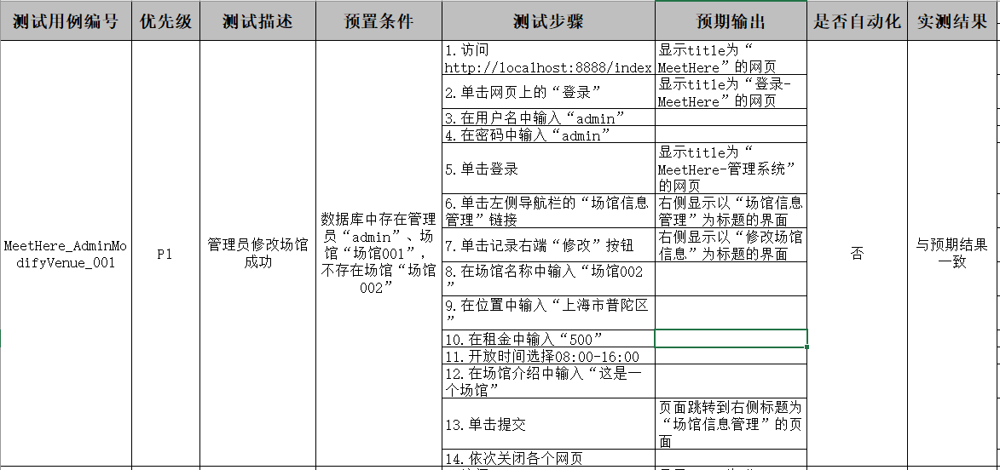 测试用例编号 优先级 测试描述 预置条件 测试步骤 预期输出 是否自动化 实测结果
MeetHere_AdminMo
difyVenue_001
P1
管理员修改场馆
成功
数据库中存在管理
员“admin”、场
馆“场馆001”,
不存在场馆“场馆
002”
1.访问
http://localhost:8888/index
显示title为“
MeetHere”的网页
2.单击网页上的“登录”
显示title为“登录-
MeetHere”的网页
3.在用户名中输入“admin”
4.在密码中输入“admin”
5.单击登录
显示title为“
MeetHere-管理系统”
的网页
6.单击左侧导航栏的“场馆信息
管理”链接
右侧显示以“场馆信息
管理”为标题的界面
7.单击记录右端“修改”按钮
右侧显示以“修改场馆
信息”为标题的界面
8.在场馆名称中输入“场馆002
”
9.在位置中输入“上海市普陀区
”
10.在租金中输入“500”
11.开放时间选择08:00-16:00
12.在场馆介绍中输入“这是一
个场馆”
13.单击提交
页面跳转到右侧标题为
“场馆信息管理”的页
面
14.依次关闭各个网页
否
与预期结果
一致